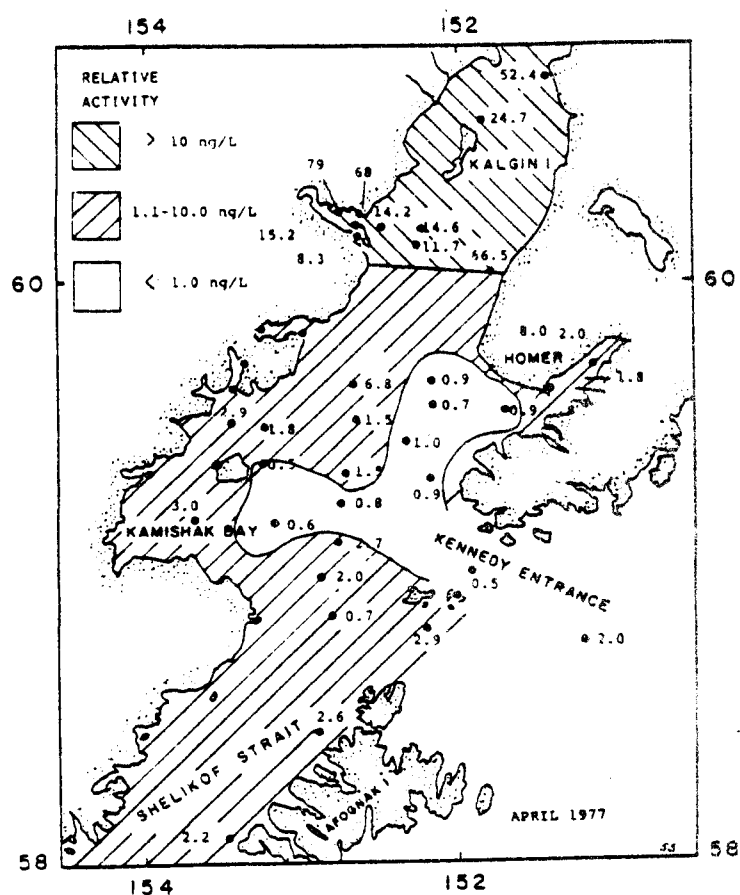 154 152
RELATIVE
ACTIVITY
> 10 ng/L
1.1-10.0 ng/L
< 1.0 ng/L
52.4
24.7
KALGIN I
79 68
14.2
14.6
15.2
11.7
8.3
66.5
60 60
8.0 2.0
HOMER
1.8
6.8
0.9
0.7
0.9
2.9
1.8
1.5
1.0
0.5
1.9
0.9
3.0
0.8
KAMISHAK BAY
0.6
2.7
KENNEDY ENTRANCE
2.0
0.5
0.7
2.9
2.0
2.6
SHELIKOF STRAIT
AFOGNAK I
APRIL 1977
2.2
SS
58 58
154 152